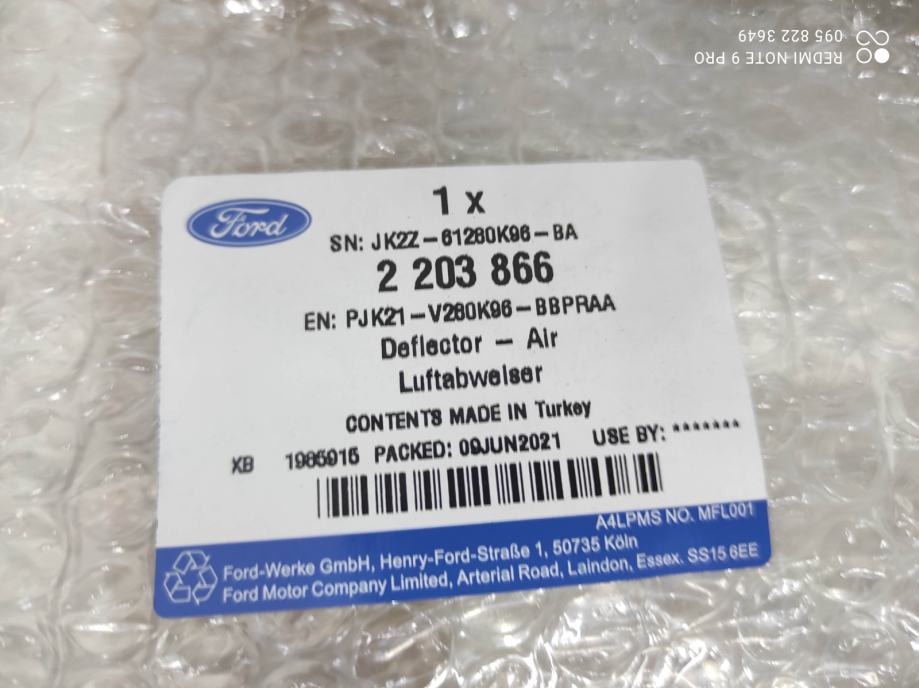 095 822 3649
REDMI NOTE 9 PRO
Ford
1 x
SN: JK2Z-61280K96-BA
2 203 866
EN: PJK21-V280K96-BBPRAA
Deflector - Air
Luftabweiser
CONTENTS MADE IN Turkey
XB 1985915 PACKED: 09JUN2021 USE BY: *******
A4LPMS NO. MFL001
Ford-Werke GmbH, Henry-Ford-Straße 1, 50735 Köln
Ford Motor Company Limited, Arterial Road, Laindon, Essex. SS15 6EE